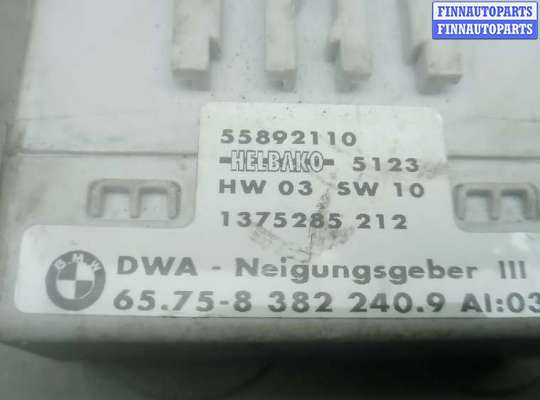 FINNAUTOPARTS
FINNAUTOPARTS
55892110
HELBAKO 5123
HW 03 SW 10
1375285 212
BMW
DWA - Neigungsgeber III
65.75-8 382 240.9 AI:03